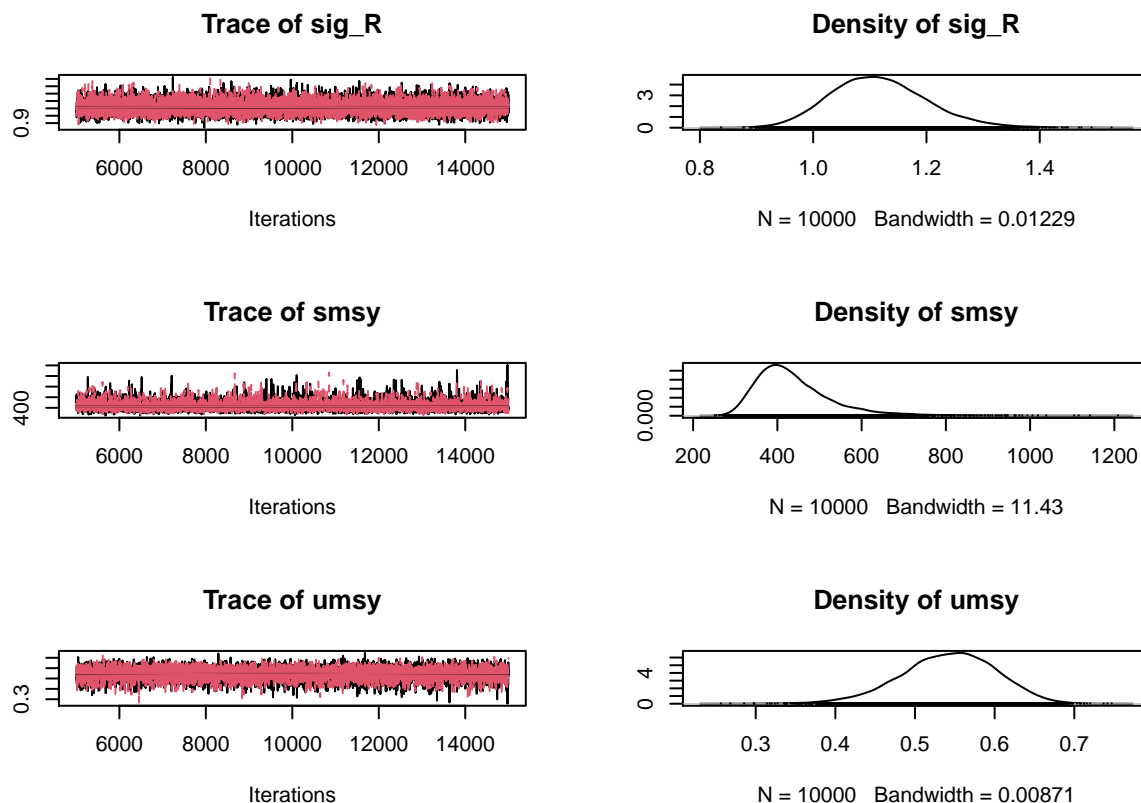 Trace of sig_R
0.9
6000 8000 10000 12000 14000
Iterations
Density of sig_R
0 3
0.8 1.0 1.2 1.4
N = 10000 Bandwidth = 0.01229
Trace of smsy
400
6000 8000 10000 12000 14000
Iterations
Density of smsy
0.000
200 400 600 800 1000 1200
N = 10000 Bandwidth = 11.43
Trace of umsy
0.3
6000 8000 10000 12000 14000
Iterations
Density of umsy
0 4
0.3 0.4 0.5 0.6 0.7
N = 10000 Bandwidth = 0.00871